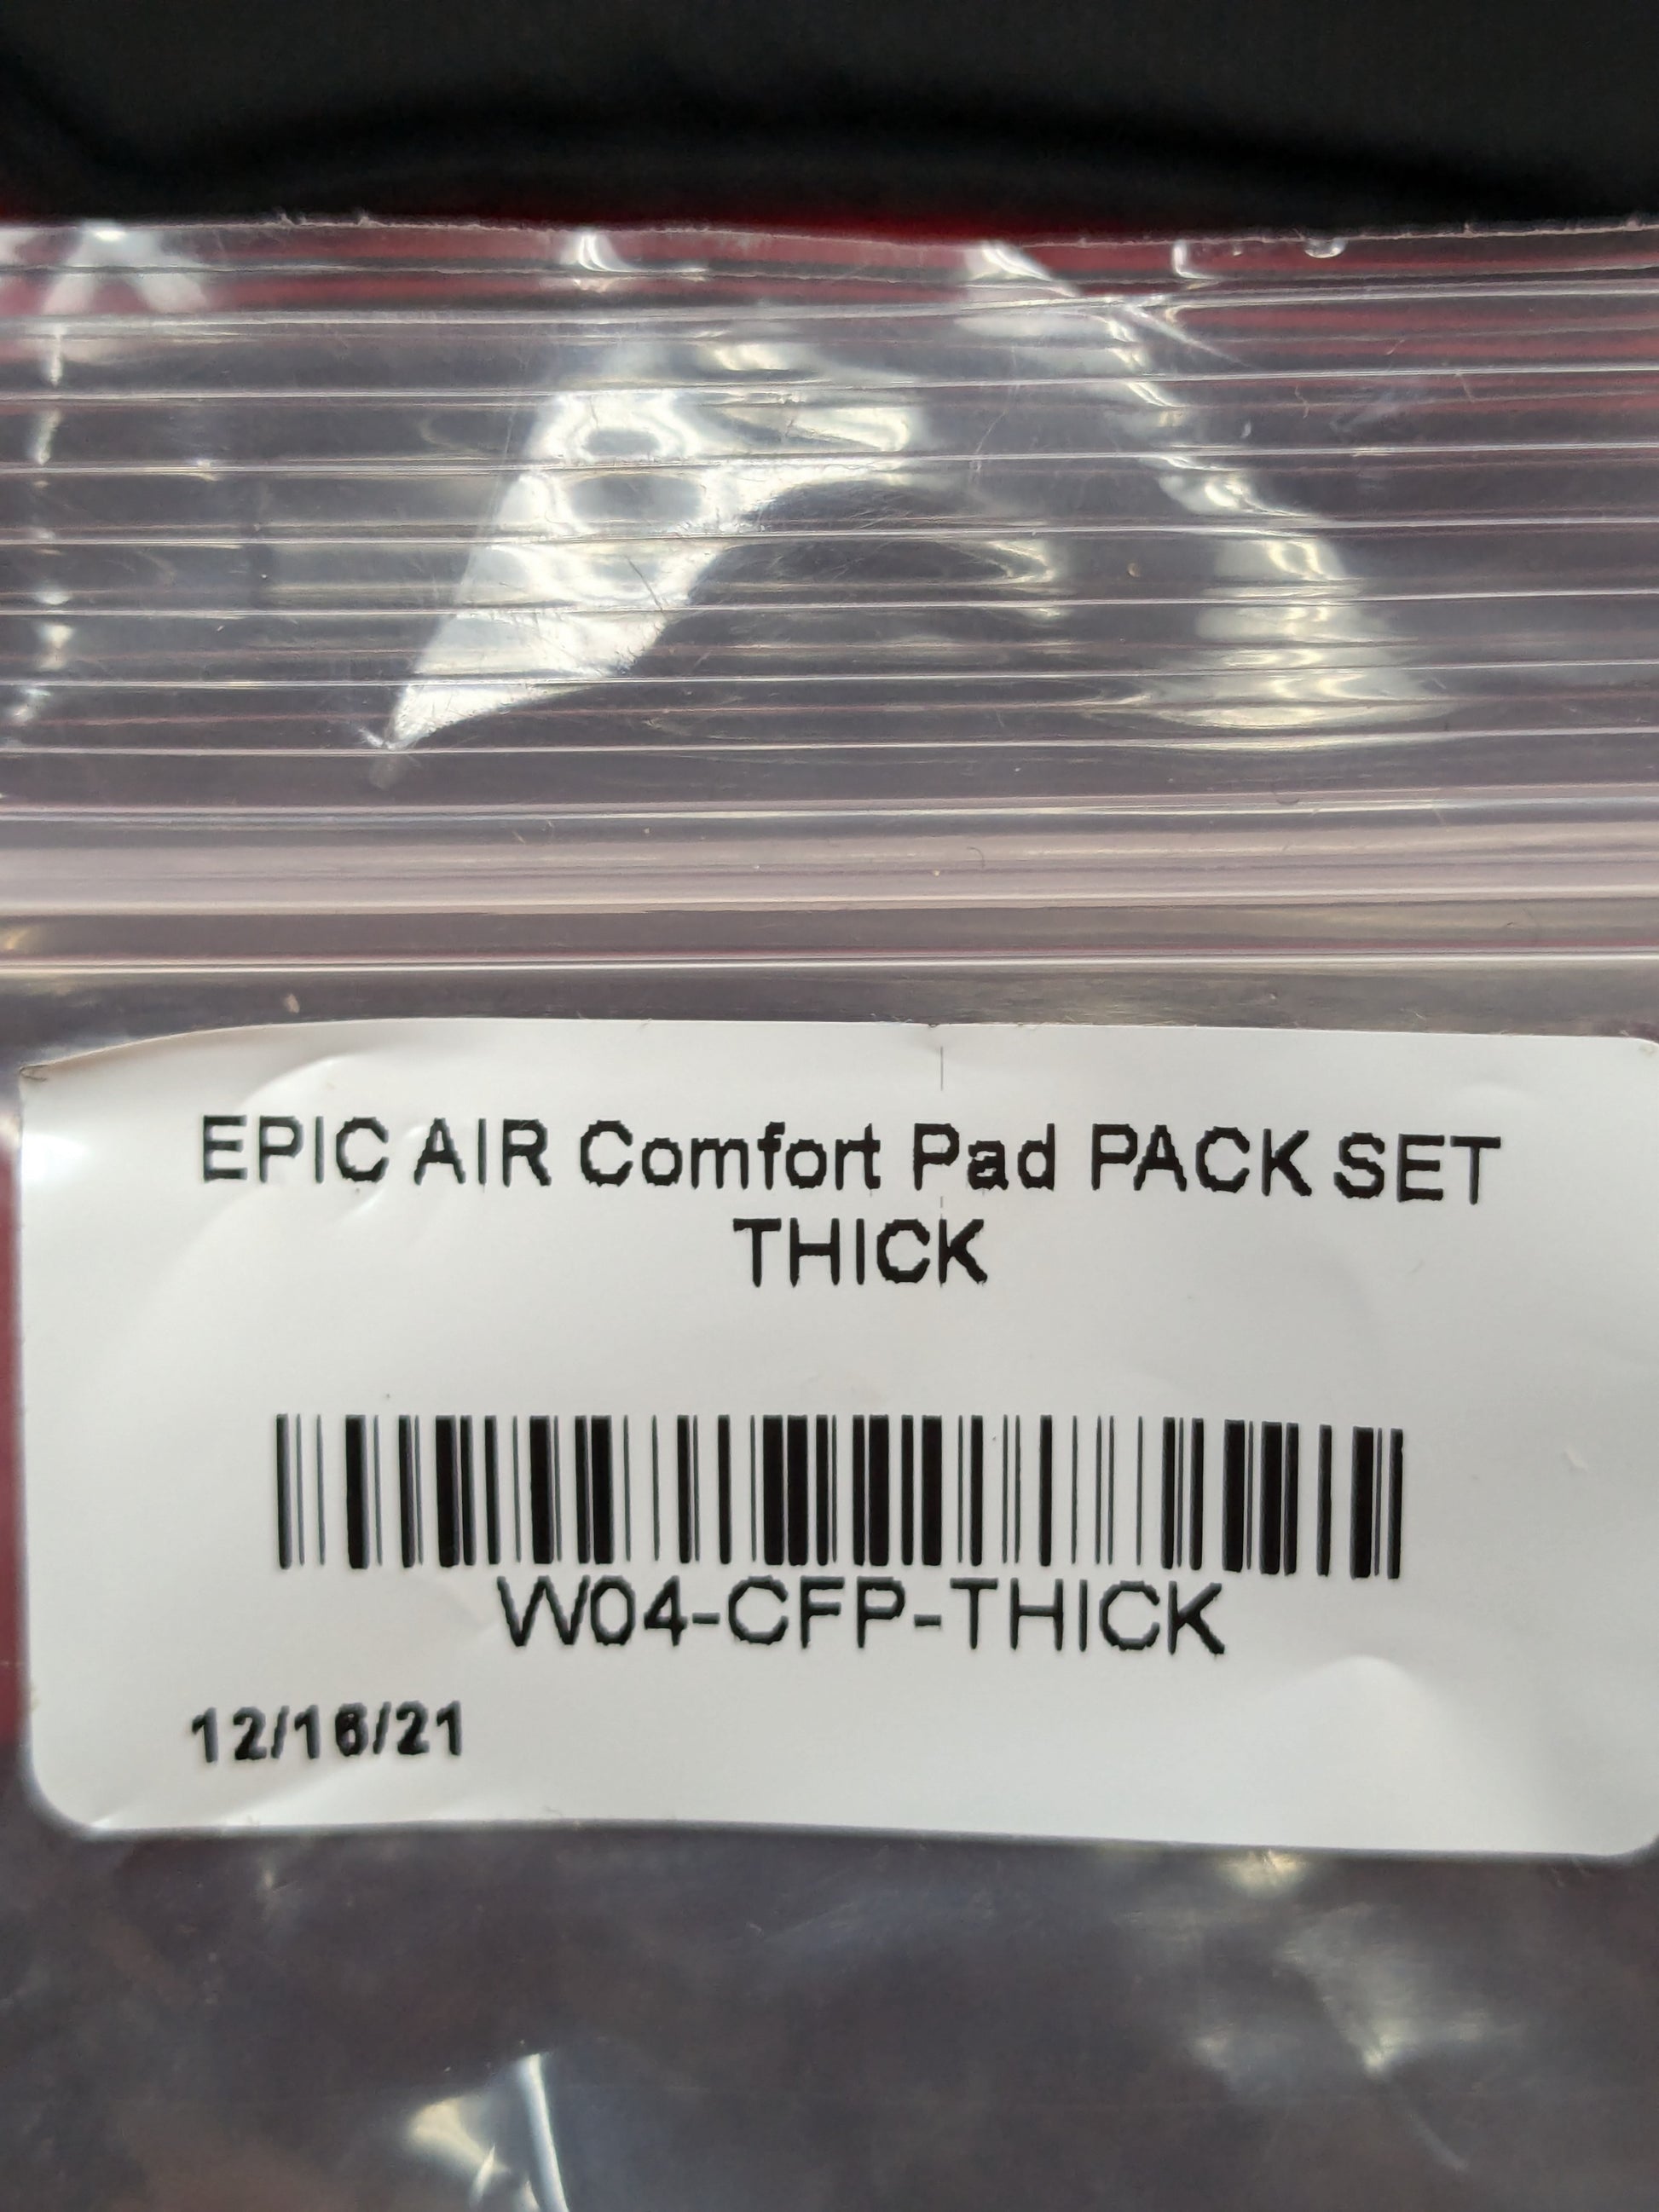 EPIC AIR Comfort Pad PACK SET
THICK
W04-CFP-THICK
12/16/21